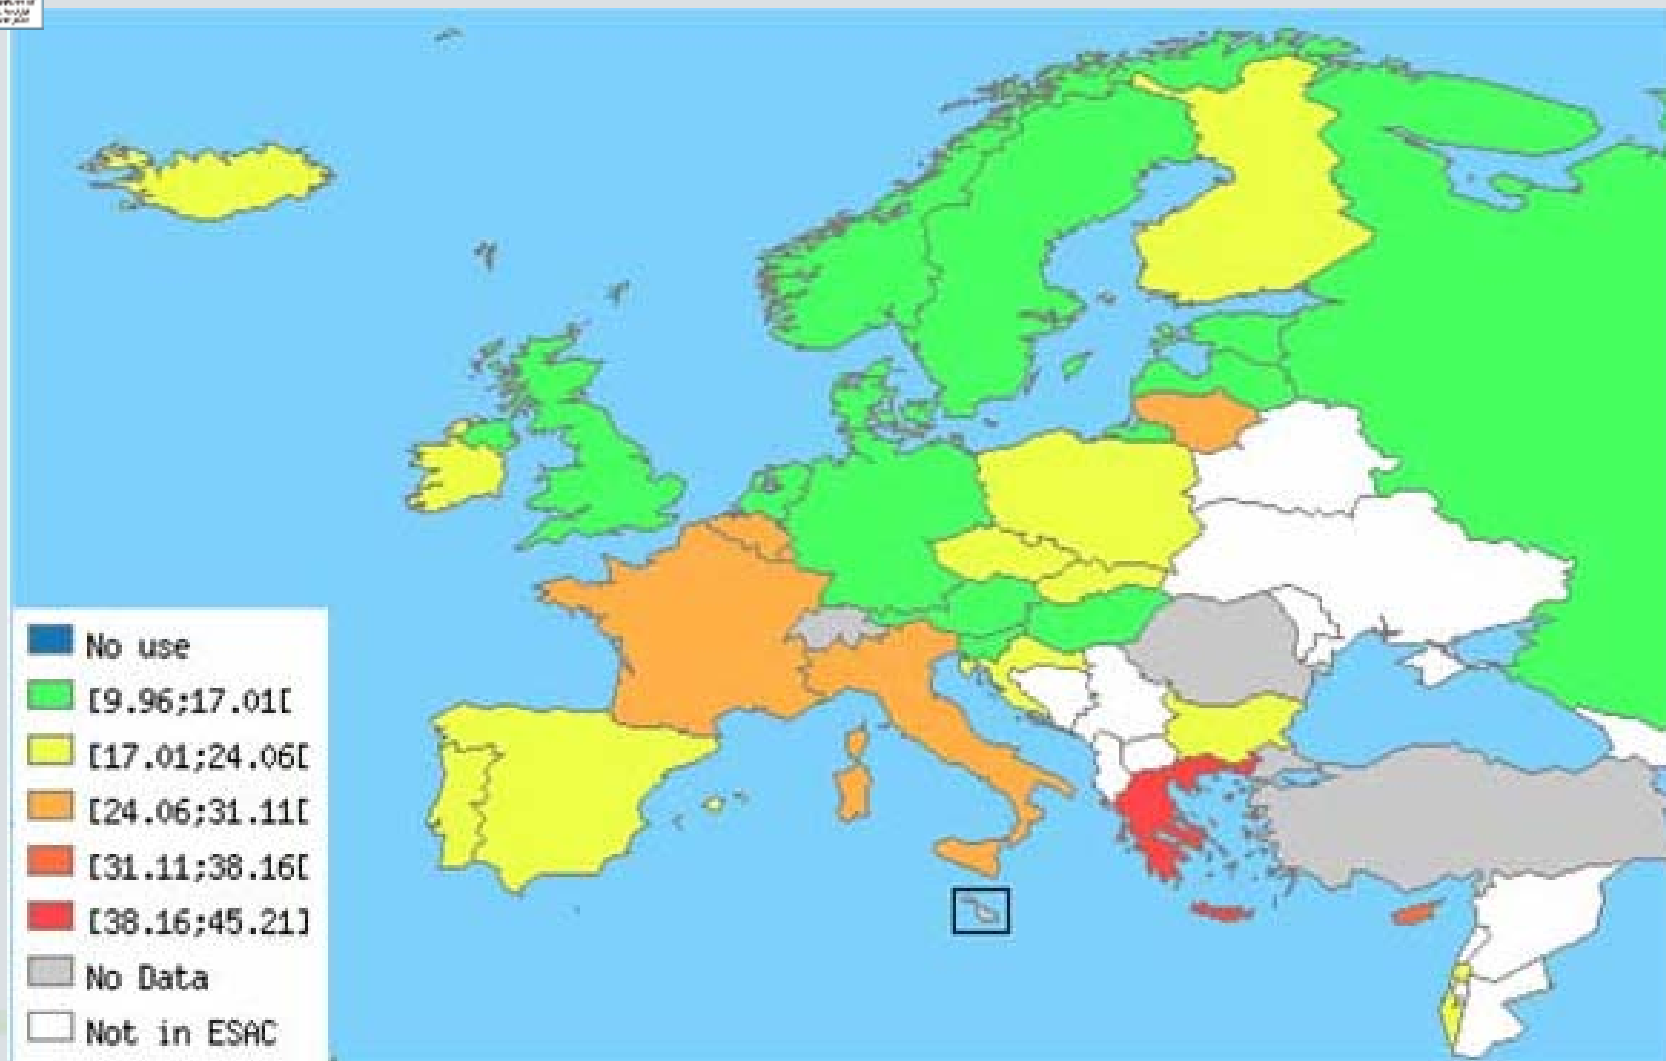 No use
[9.96;17.01[
[17.01;24.06[
[24.06;31.11[
[31.11;38.16[
[38.16;45.21]
No Data
Not in ESAC